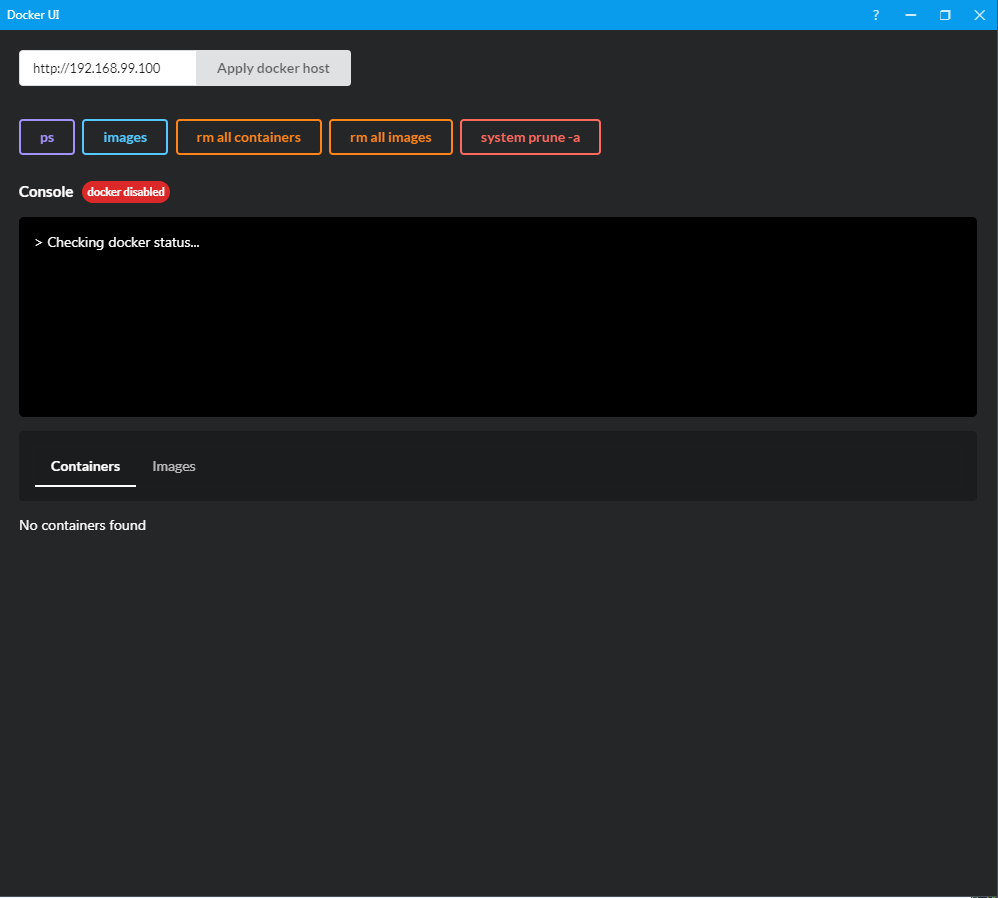 Docker UI ?
http://192.168.99.100 Apply docker host
ps images rm all containers rm all images system prune -a
Console docker disabled
> Checking docker status...
Containers Images
No containers found